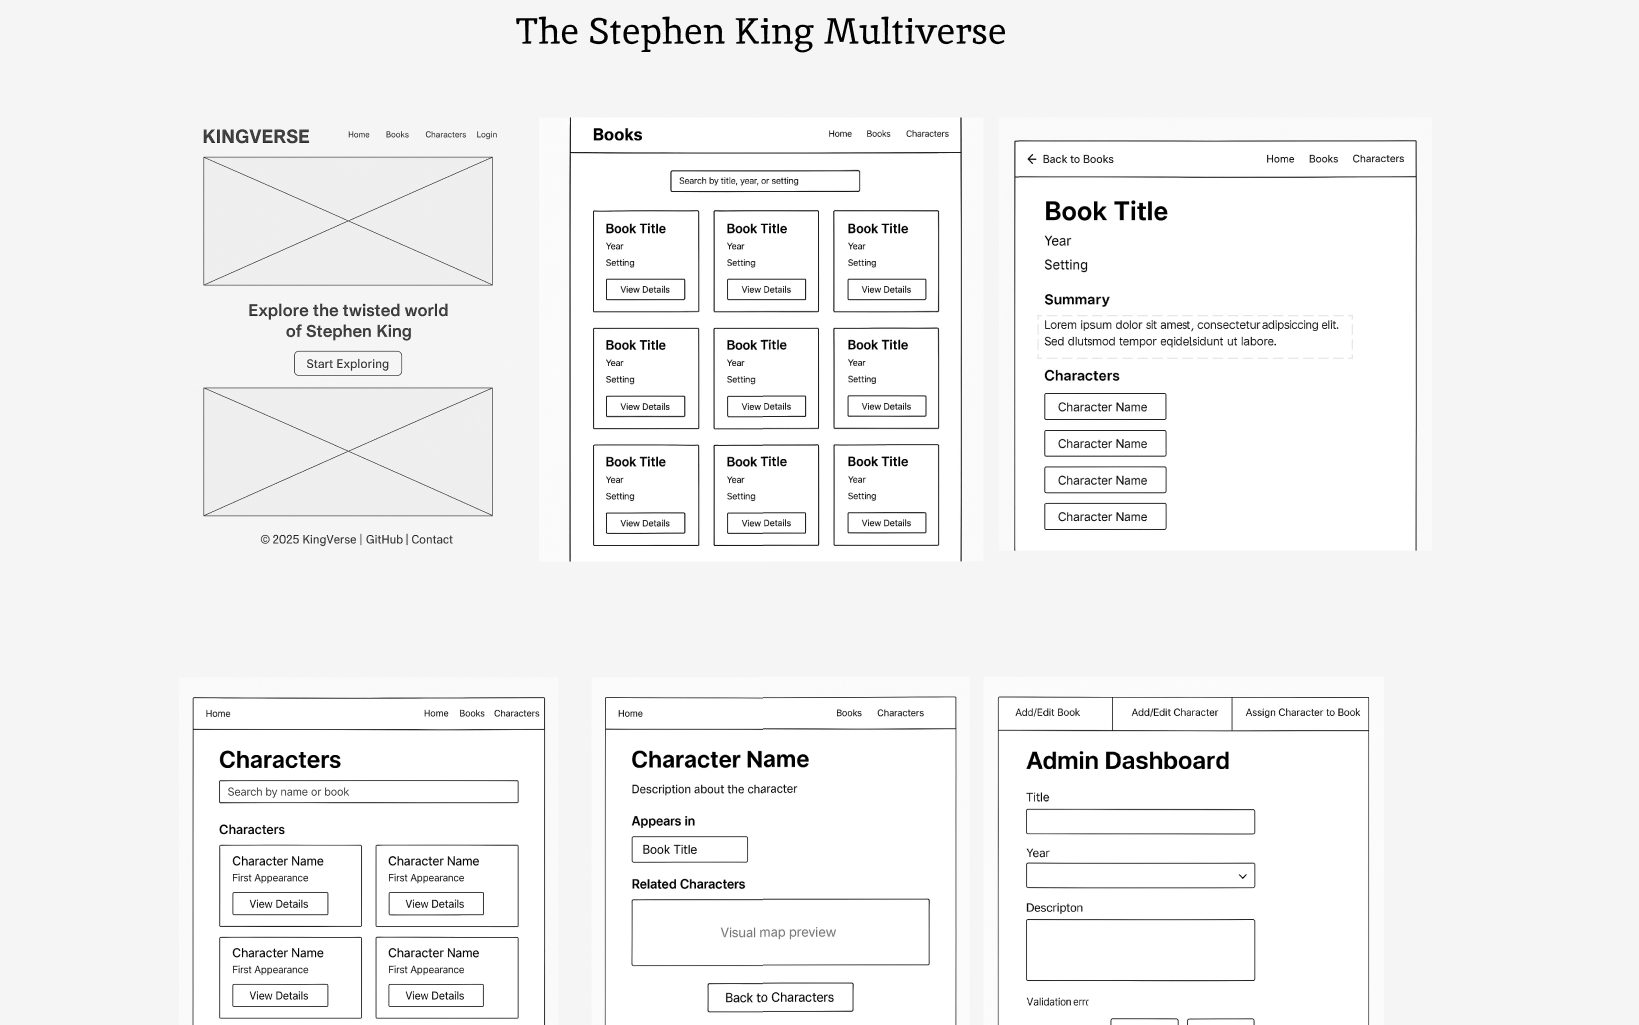 The Stephen King Multiverse
KINGVERSE
Home Books Characters Login
Explore the twisted world
of Stephen King
Start Exploring
© 2025 KingVerse | GitHub | Contact
Books
Home Books Characters
Search by title, year, or setting
Book Title Book Title Book Title
Year Year Year
Setting Setting Setting
View Details View Details View Details
Book Title Book Title Book Title
Year Year Year
Setting Setting Setting
View Details View Details View Details
Book Title Book Title Book Title
Year Year Year
Setting Setting Setting
View Details View Details View Details
← Back to Books
Home Books Characters
Book Title
Year
Setting
Summary
Lorem ipsum dolor sit amest, consectetur adipsiccing elit.
Sed dlutsmod tempor eqidelsidunt ut labore.
Characters
Character Name
Character Name
Character Name
Character Name
Home
Home Books Characters
Characters
Search by name or book
Characters
Character Name Character Name
First Appearance First Appearance
View Details View Details
Character Name Character Name
First Appearance First Appearance
View Details View Details
Home
Books Characters
Character Name
Description about the character
Appears in
Book Title
Related Characters
Visual map preview
Back to Characters
Add/Edit Book Add/Edit Character Assign Character to Book
Admin Dashboard
Title
Year
Descripton
Validation